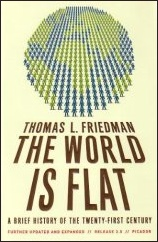 THOMAS L. FRIEDMAN
THE WORLD
IS FLAT
A BRIEF HISTORY OF THE TWENTY-FIRST CENTURY
FURTHER UPDATED AND EXPANDED // RELEASE 3.0 // PICADOR